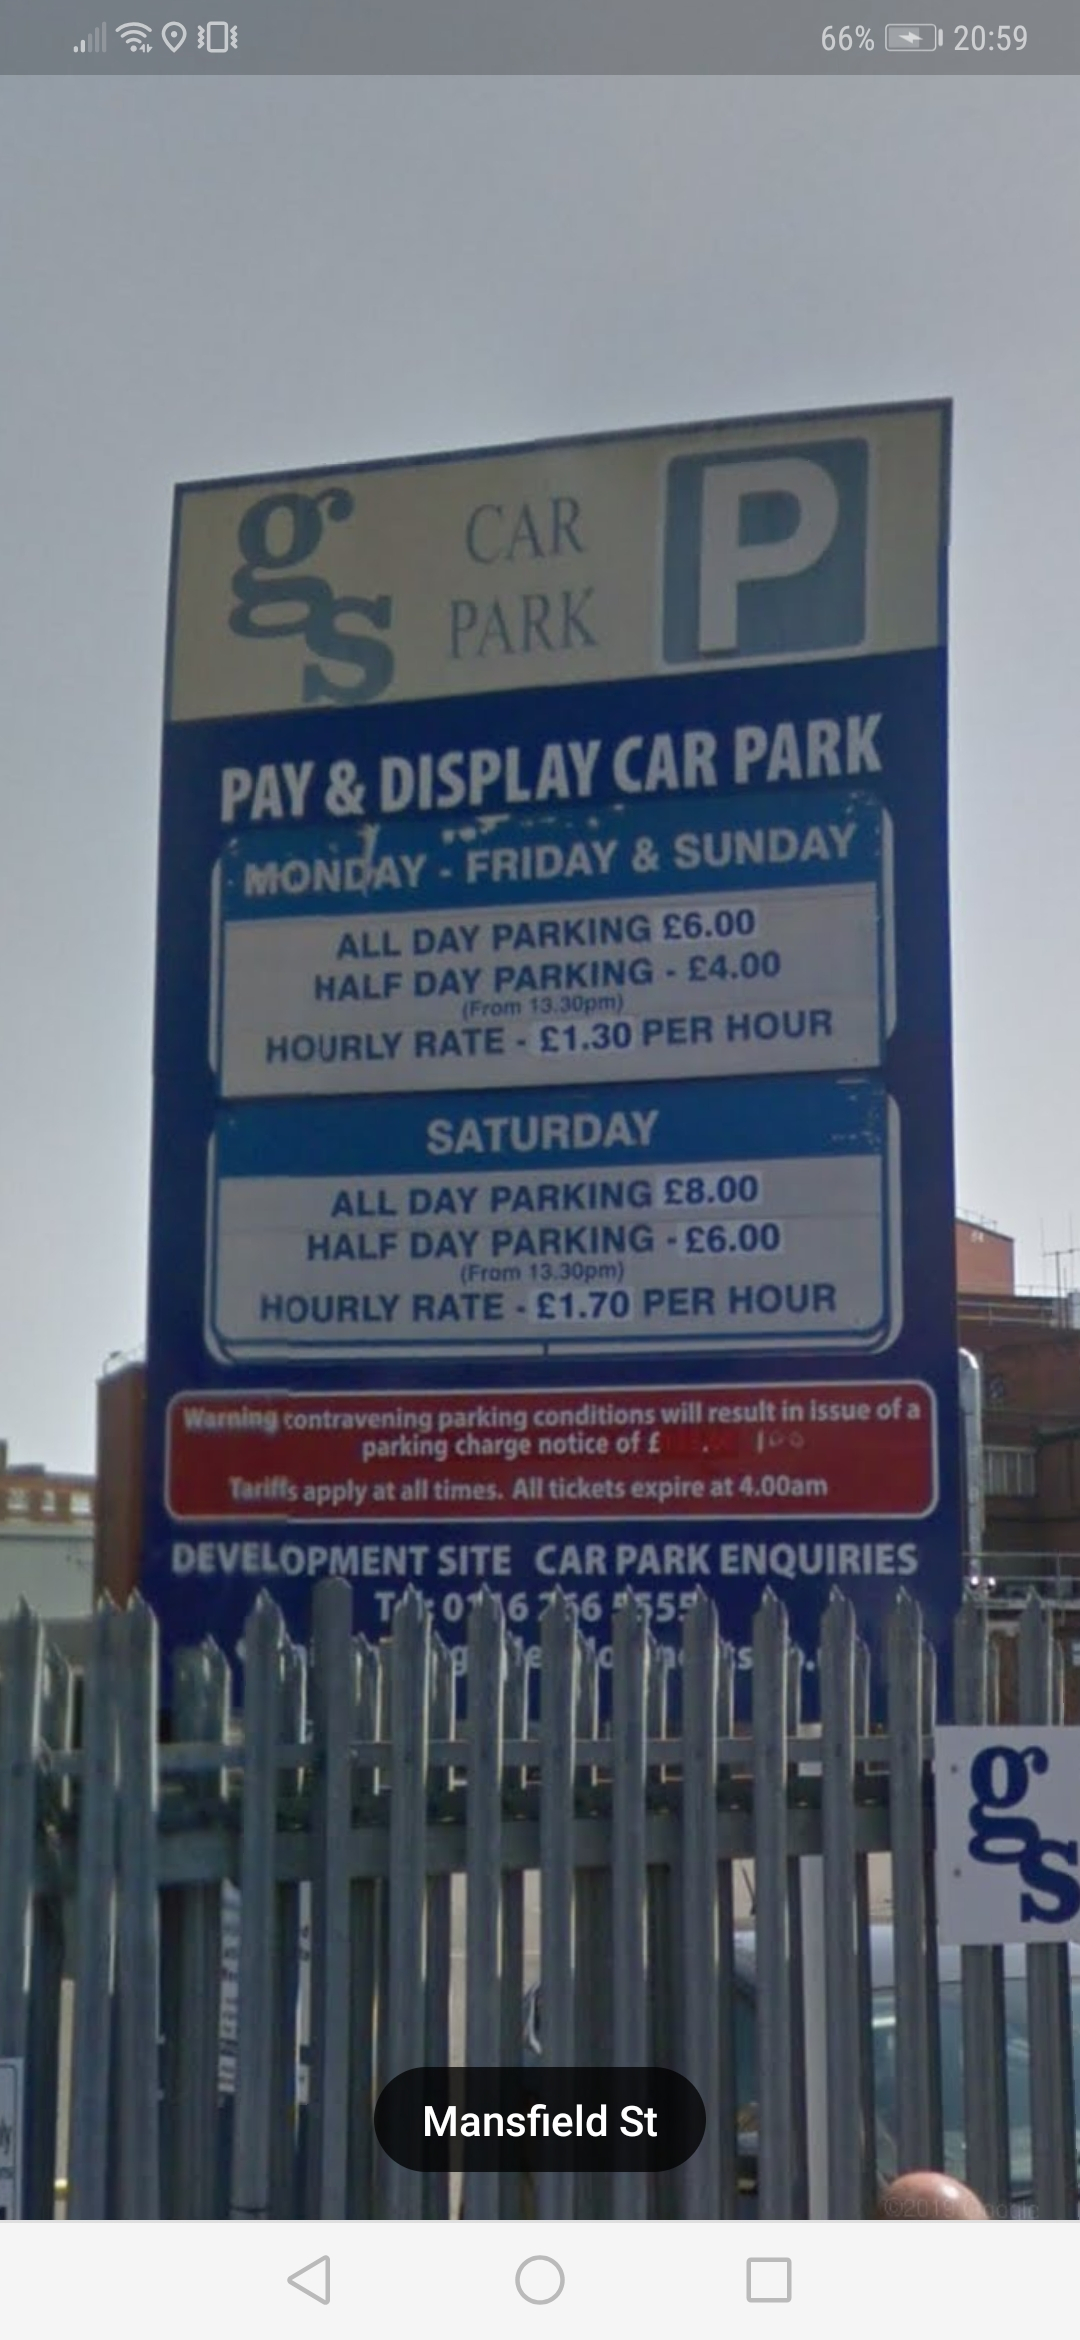 66% 20:59
gs CAR PARK P
PAY & DISPLAY CAR PARK
MONDAY - FRIDAY & SUNDAY
ALL DAY PARKING £6.00
HALF DAY PARKING - £4.00
(From 13.30pm)
HOURLY RATE - £1.30 PER HOUR
SATURDAY
ALL DAY PARKING £8.00
HALF DAY PARKING - £6.00
(From 13.30pm)
HOURLY RATE - £1.70 PER HOUR
Warning contravening parking conditions will result in issue of a
parking charge notice of £ 100
Tariffs apply at all times. All tickets expire at 4.00am
DEVELOPMENT SITE CAR PARK ENQUIRIES
gs
Mansfield St
Google